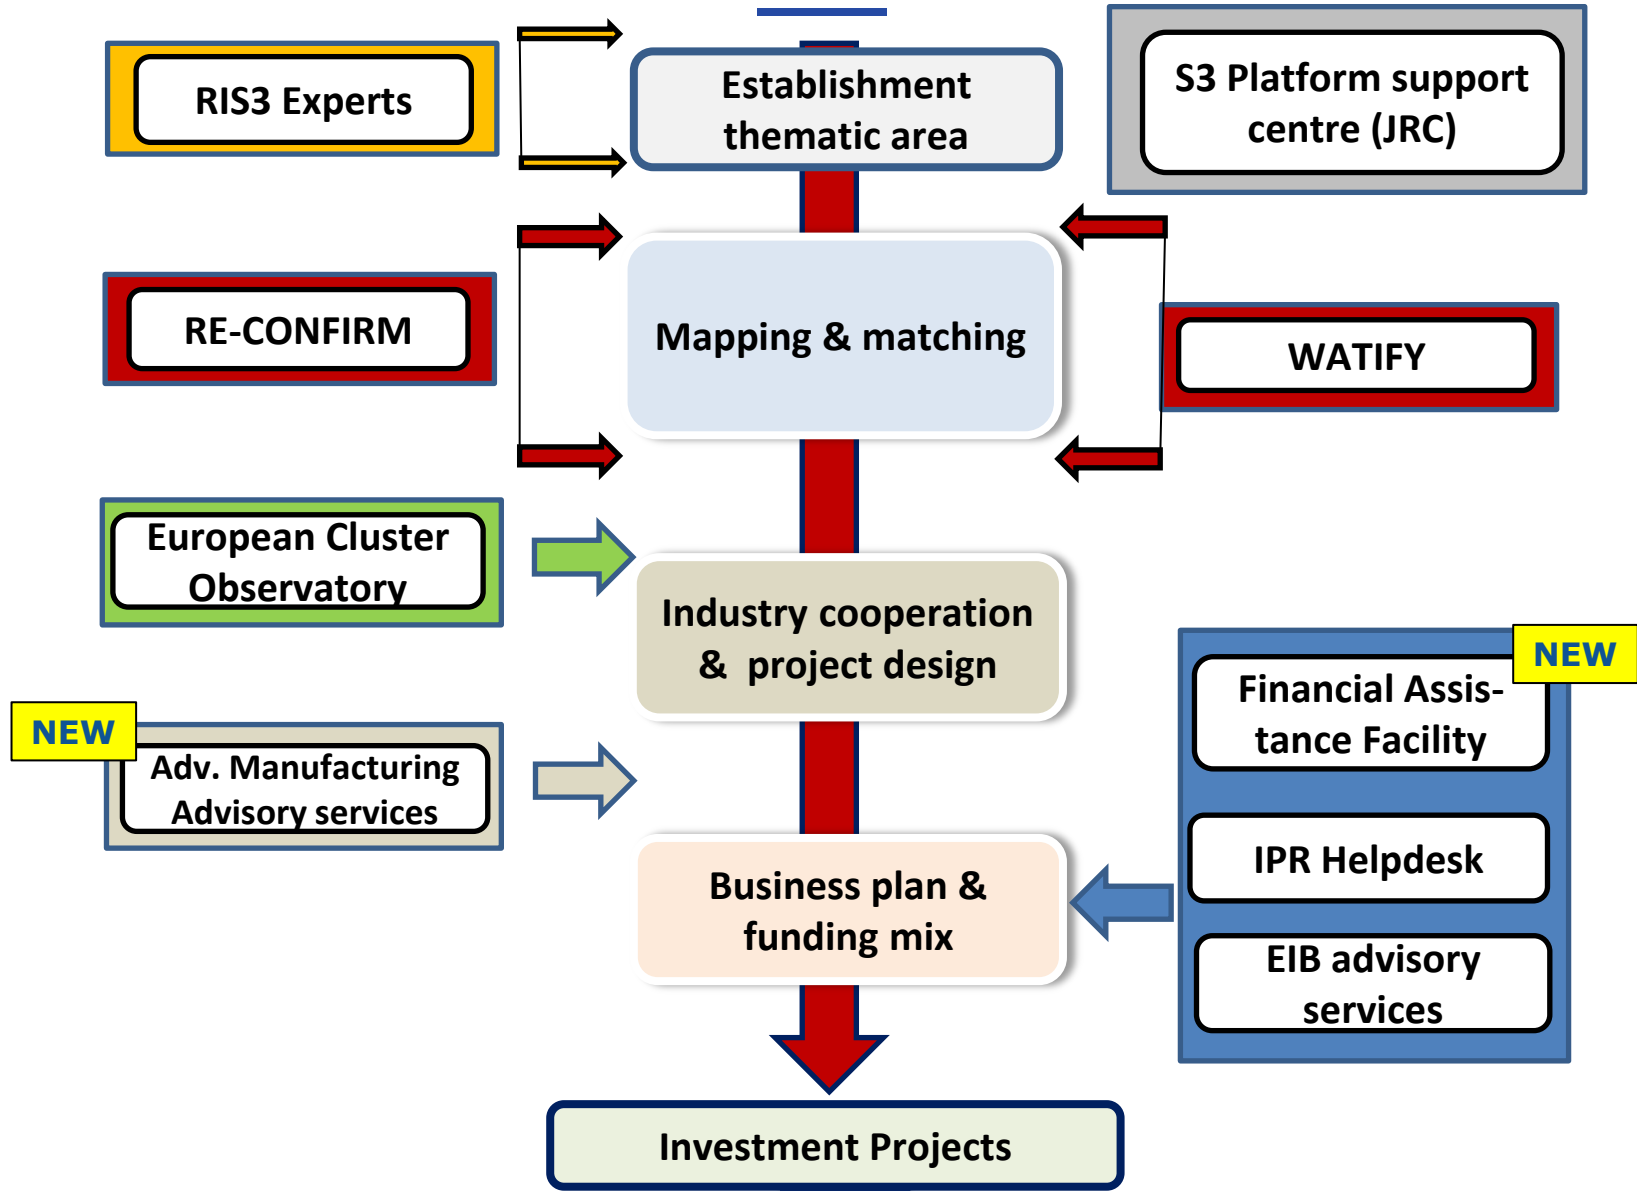 RIS3 Experts
Establishment
thematic area
S3 Platform support
centre (JRC)
RE-CONFIRM
Mapping & matching
WATIFY
European Cluster
Observatory
Industry cooperation
& project design
NEW
Financial Assis-
tance Facility
NEW
Adv. Manufacturing
Advisory services
Business plan &
funding mix
IPR Helpdesk
EIB advisory
services
Investment Projects